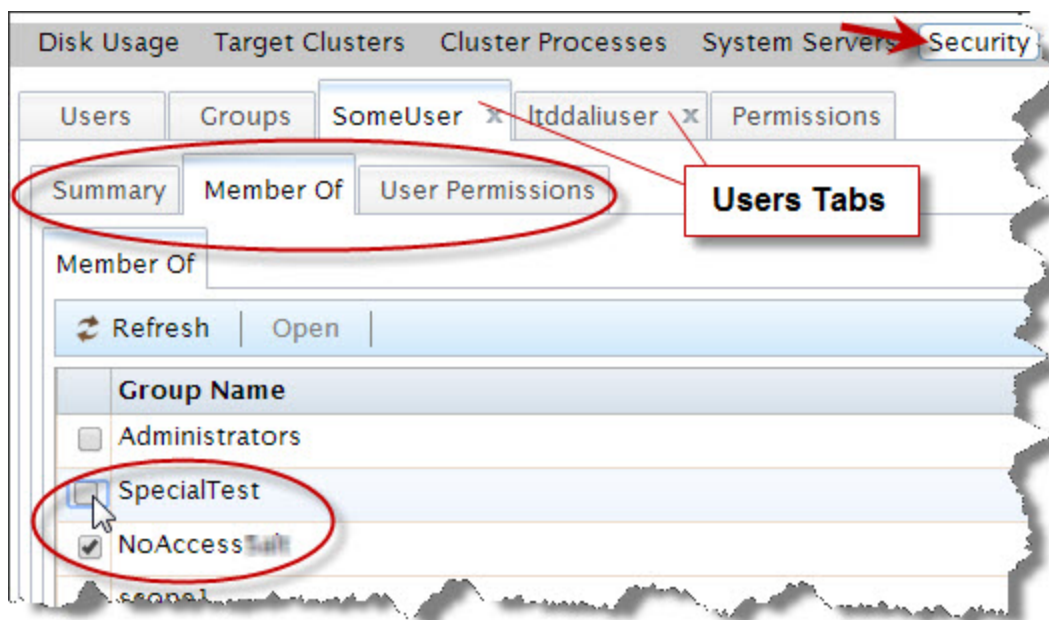 Disk Usage Target Clusters Cluster Processes System Servers Security
Users Groups SomeUser x ltddaliuser x Permissions
Summary Member Of User Permissions
Users Tabs
Member Of
Refresh Open
Group Name
Administrators
SpecialTest
NoAccess